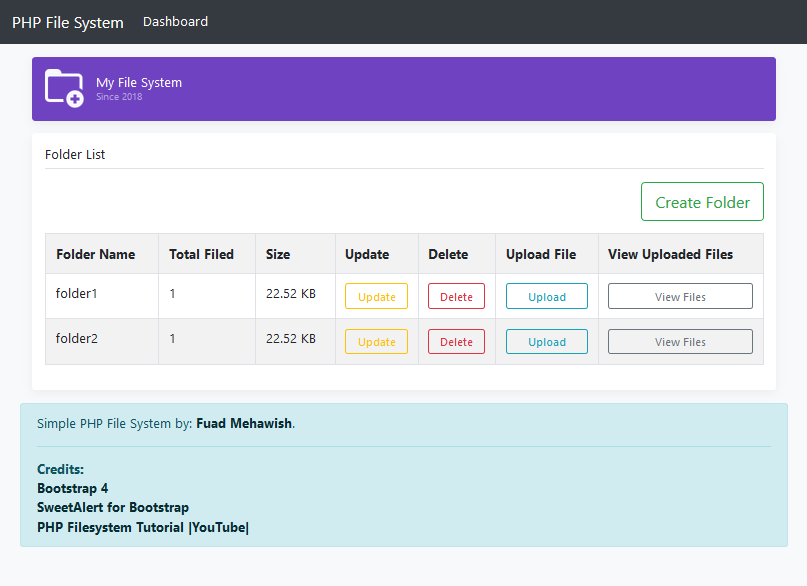 PHP File System Dashboard
My File System
Since 2018
Folder List
Create Folder
Folder Name Total Filed Size Update Delete Upload File View Uploaded Files
folder1 1 22.52 KB Update Delete Upload View Files
folder2 1 22.52 KB Update Delete Upload View Files
Simple PHP File System by: Fuad Mehawish.
Credits:
Bootstrap 4
SweetAlert for Bootstrap
PHP Filesystem Tutorial |YouTube|